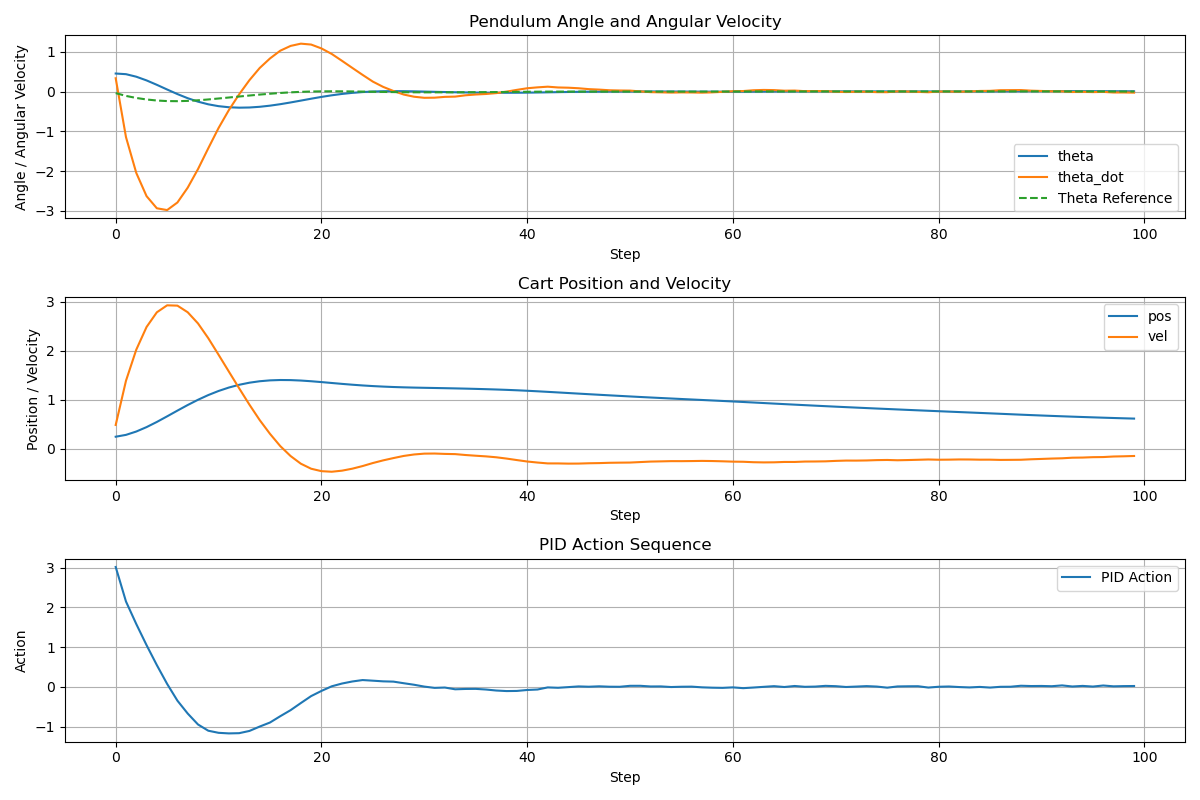 Pendulum Angle and Angular Velocity
Angle / Angular Velocity
1
0
−1
−2
−3
theta
theta_dot
Theta Reference
0 20 40 60 80 100
Step
Cart Position and Velocity
Position / Velocity
3
2
1
0
pos
vel
0 20 40 60 80 100
Step
PID Action Sequence
Action
3
2
1
0
−1
PID Action
0 20 40 60 80 100
Step